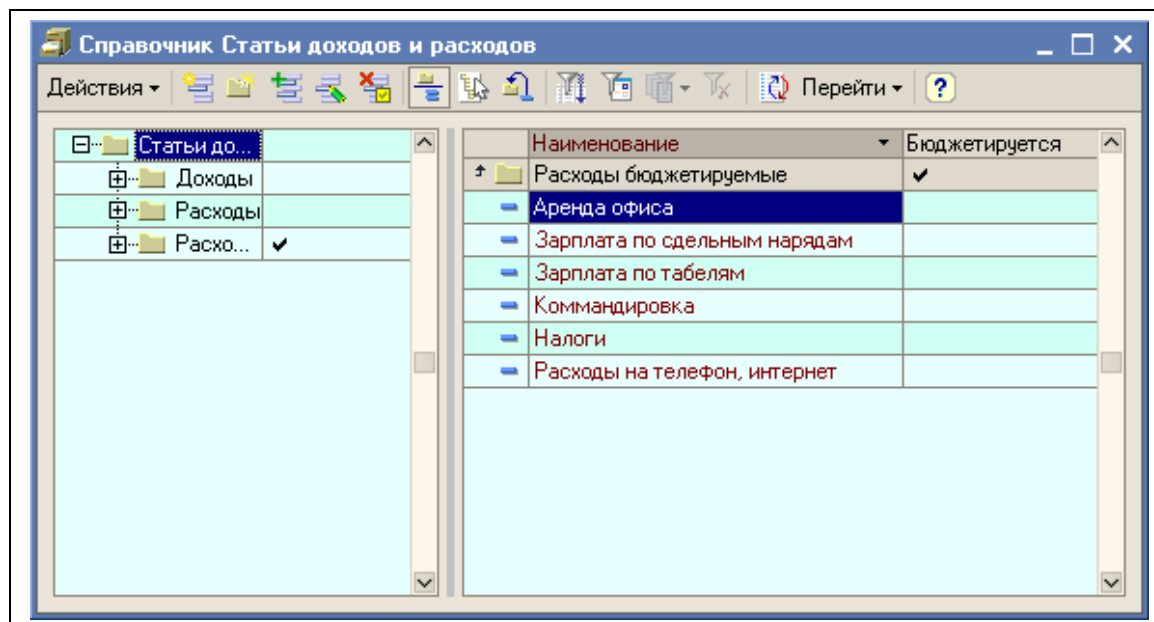 Справочник Статьи доходов и расходов
Действия Перейти ?
Статьи до...
Доходы
Расходы
Расхо...
Наименование Бюджетируется
Расходы бюджетируемые
Аренда офиса
Зарплата по сдельным нарядам
Зарплата по табелям
Коммандировка
Налоги
Расходы на телефон, интернет